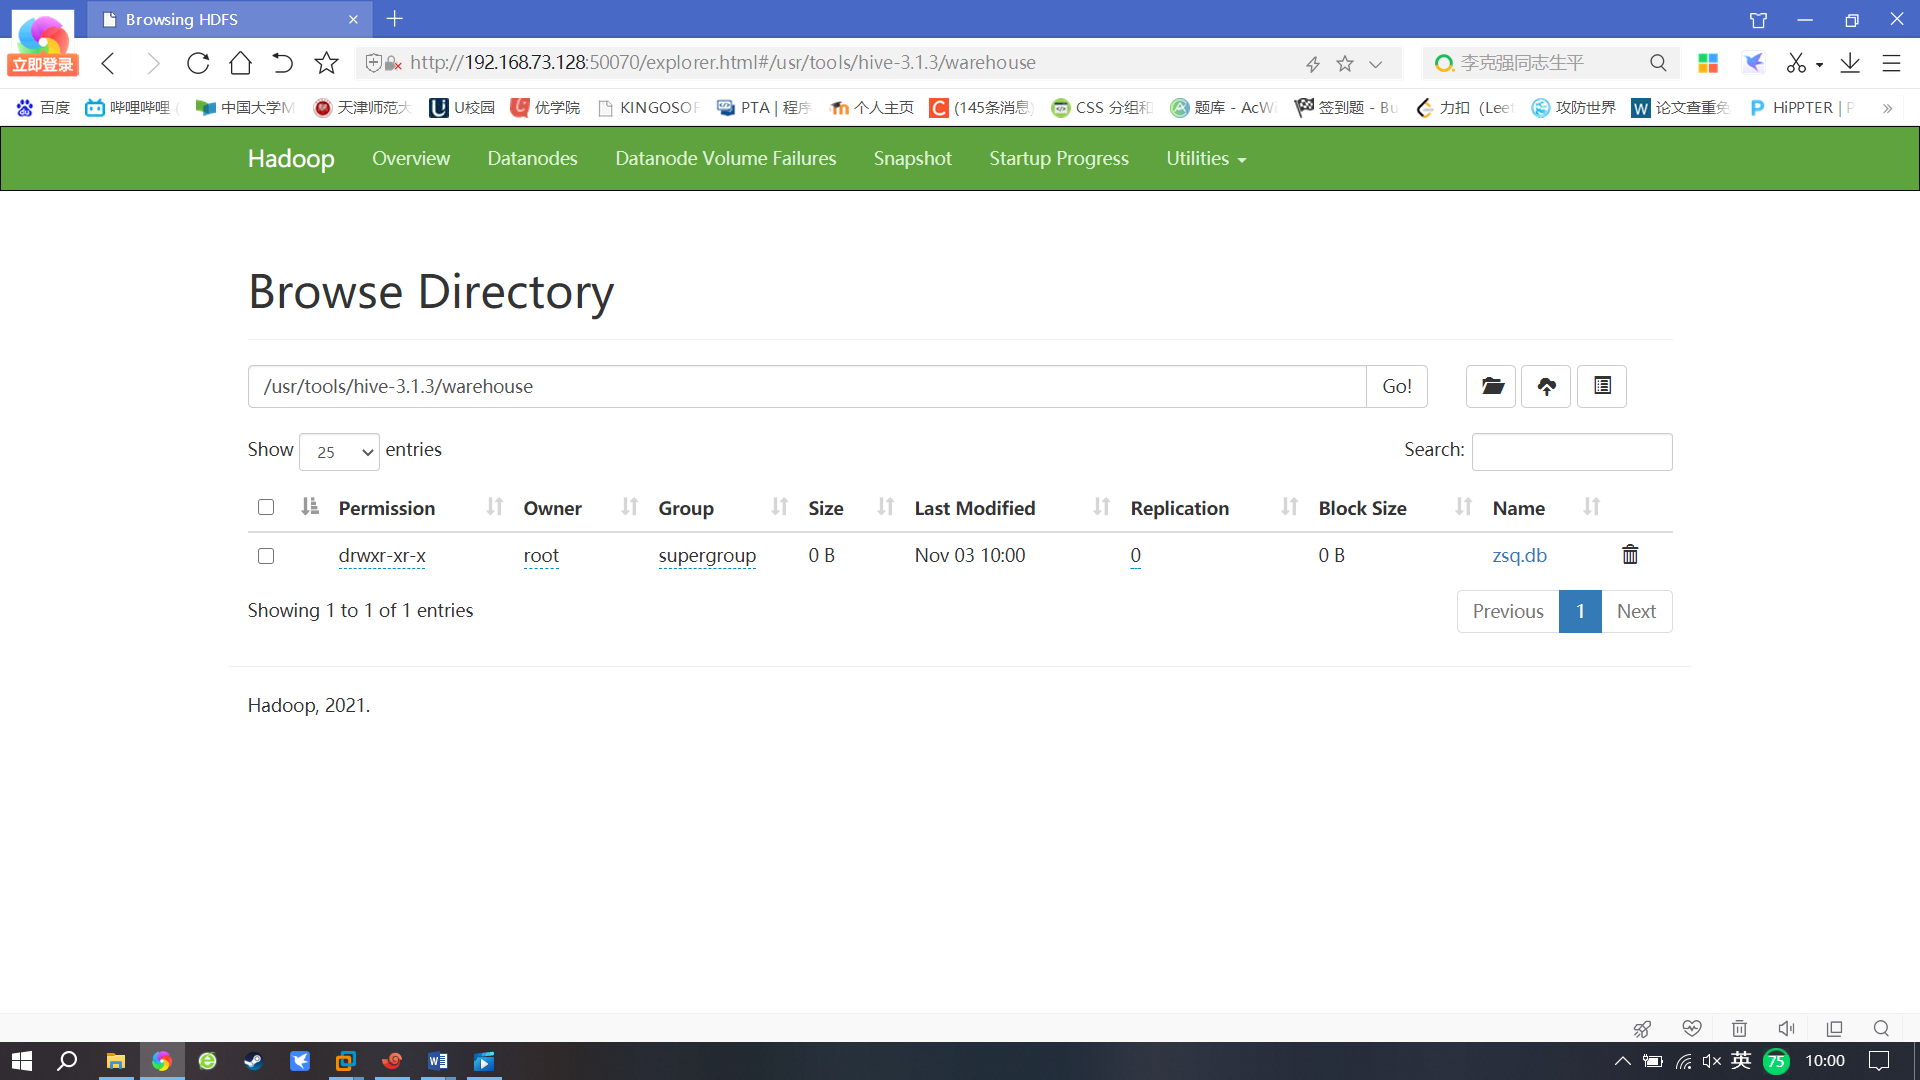 Browsing HDFS
立即登录
http://192.168.73.128:50070/explorer.html#/usr/tools/hive-3.1.3/warehouse
李克强同志生平
百度 哔哩哔哩 ( 中国大学M 天津师范大 U校园 优学院 KINGOSOF PTA | 程序 个人主页 (145条消息) CSS 分组和 题库 - AcWi 签到题 - Bu 力扣 (Leet 攻防世界 论文查重免 HiPPTER | P »
Hadoop Overview Datanodes Datanode Volume Failures Snapshot Startup Progress Utilities
Browse Directory
/usr/tools/hive-3.1.3/warehouse Go!
Show 25 entries Search:
Permission Owner Group Size Last Modified Replication Block Size Name
drwxr-xr-x root supergroup 0 B Nov 03 10:00 0 0 B zsq.db
Showing 1 to 1 of 1 entries Previous 1 Next
Hadoop, 2021.
英 75 10:00